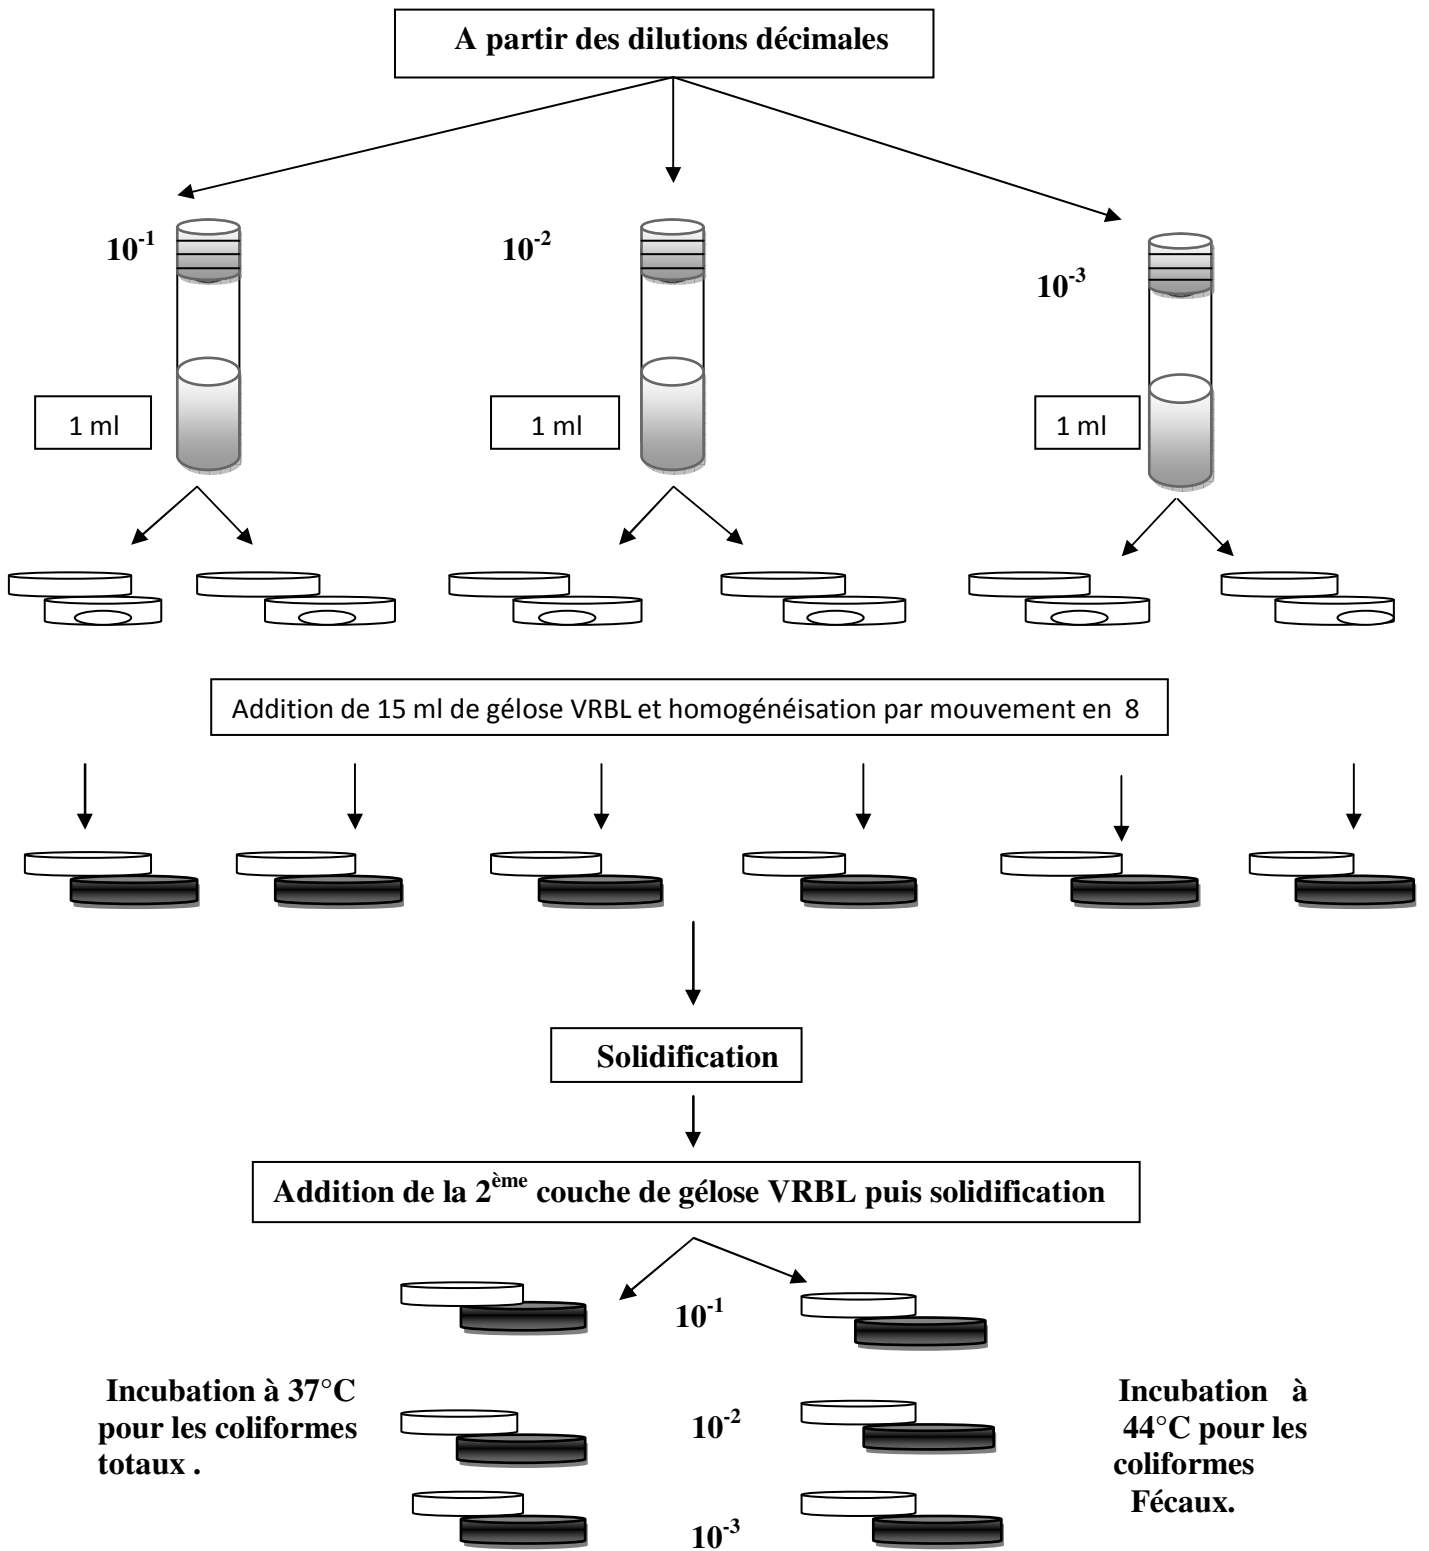 A partir des dilutions décimales
10⁻¹
10⁻²
10⁻³
1 ml
1 ml
1 ml
Addition de 15 ml de gélose VRBL et homogénéisation par mouvement en 8
Solidification
Addition de la 2ème couche de gélose VRBL puis solidification
10⁻¹
Incubation à 37°C
pour les coliformes
totaux .
10⁻²
Incubation à
44°C pour les
coliformes
Fécaux.
10⁻³